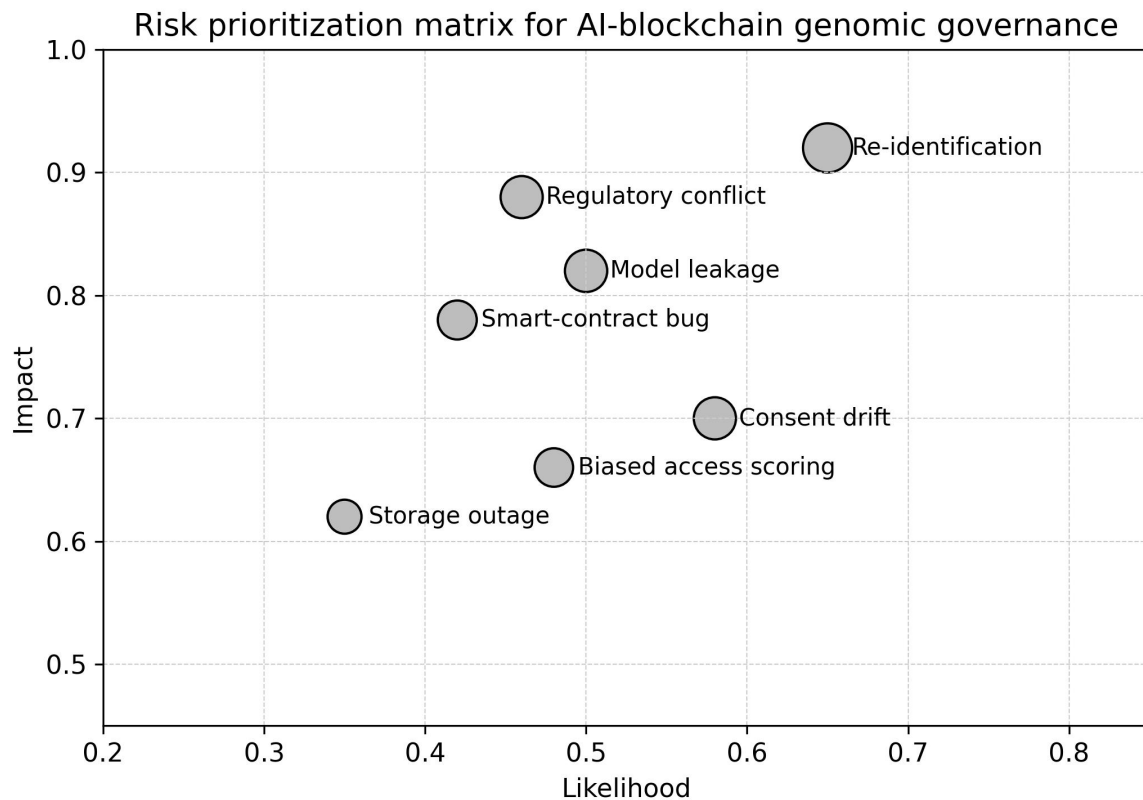 Risk prioritization matrix for AI-blockchain genomic governance
1.0
0.9
0.8
0.7
0.6
0.5
Impact
Re-identification
Regulatory conflict
Model leakage
Smart-contract bug
Consent drift
Biased access scoring
Storage outage
0.2 0.3 0.4 0.5 0.6 0.7 0.8
Likelihood